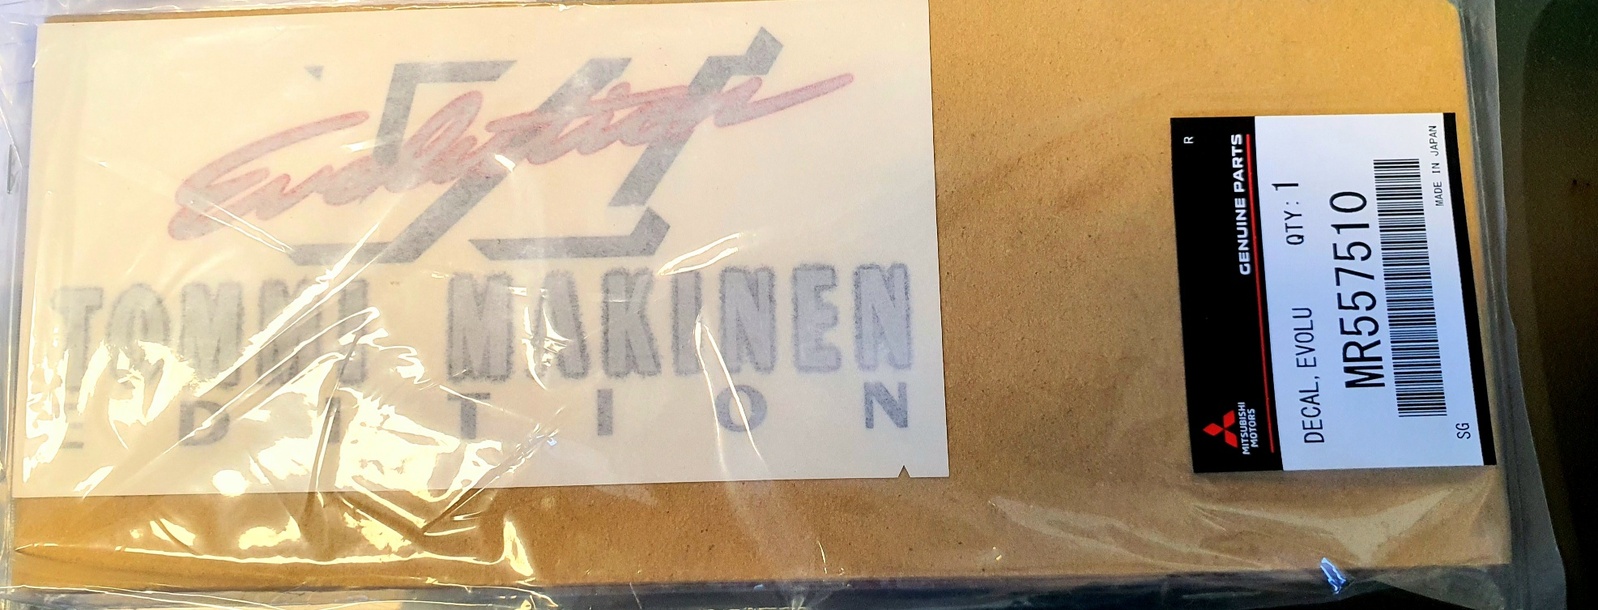 Evolution
TOMMI MAKINEN
EDITION
R
GENUINE PARTS
MITSUBISHI
MOTORS
DECAL, EVOLU QTY: 1
MR557510
MADE IN JAPAN
SG